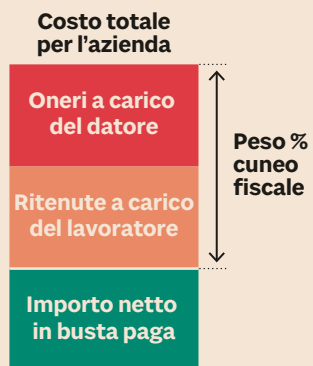 Costo totale
per l'azienda
Oneri a carico
del datore
Peso %
cuneo
fiscale
Ritenute a carico
del lavoratore
Importo netto
in busta paga